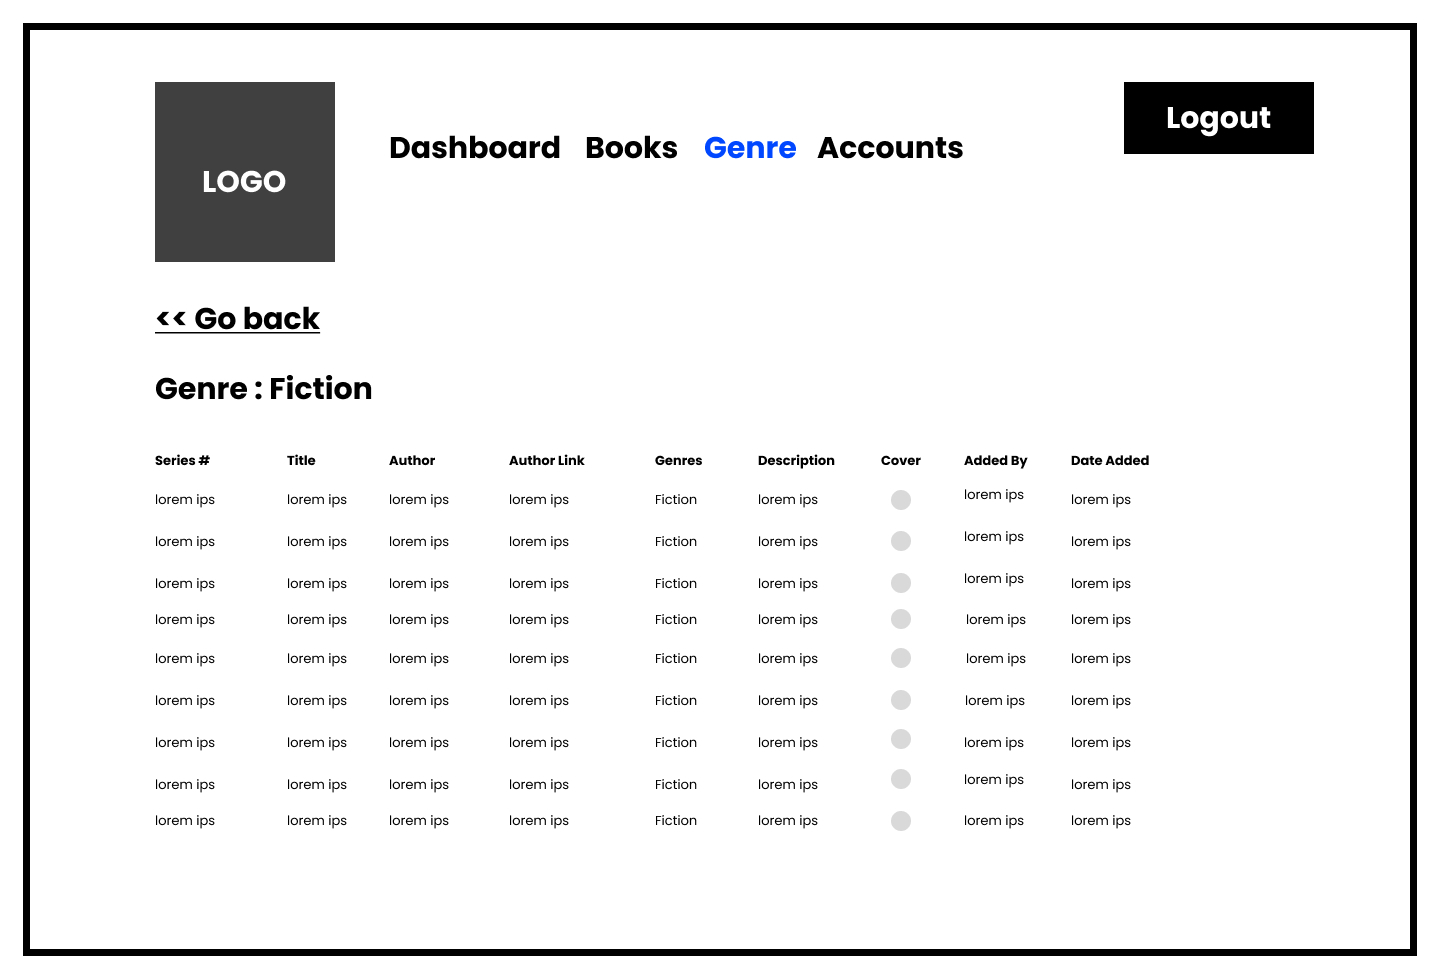 LOGO
Dashboard Books Genre Accounts
Logout
<< Go back
Genre : Fiction
Series # Title Author Author Link Genres Description Cover Added By Date Added
lorem ips lorem ips lorem ips lorem ips Fiction lorem ips lorem ips lorem ips
lorem ips lorem ips lorem ips lorem ips Fiction lorem ips lorem ips lorem ips
lorem ips lorem ips lorem ips lorem ips Fiction lorem ips lorem ips lorem ips
lorem ips lorem ips lorem ips lorem ips Fiction lorem ips lorem ips lorem ips
lorem ips lorem ips lorem ips lorem ips Fiction lorem ips lorem ips lorem ips
lorem ips lorem ips lorem ips lorem ips Fiction lorem ips lorem ips lorem ips
lorem ips lorem ips lorem ips lorem ips Fiction lorem ips lorem ips lorem ips
lorem ips lorem ips lorem ips lorem ips Fiction lorem ips lorem ips lorem ips
lorem ips lorem ips lorem ips lorem ips Fiction lorem ips lorem ips lorem ips